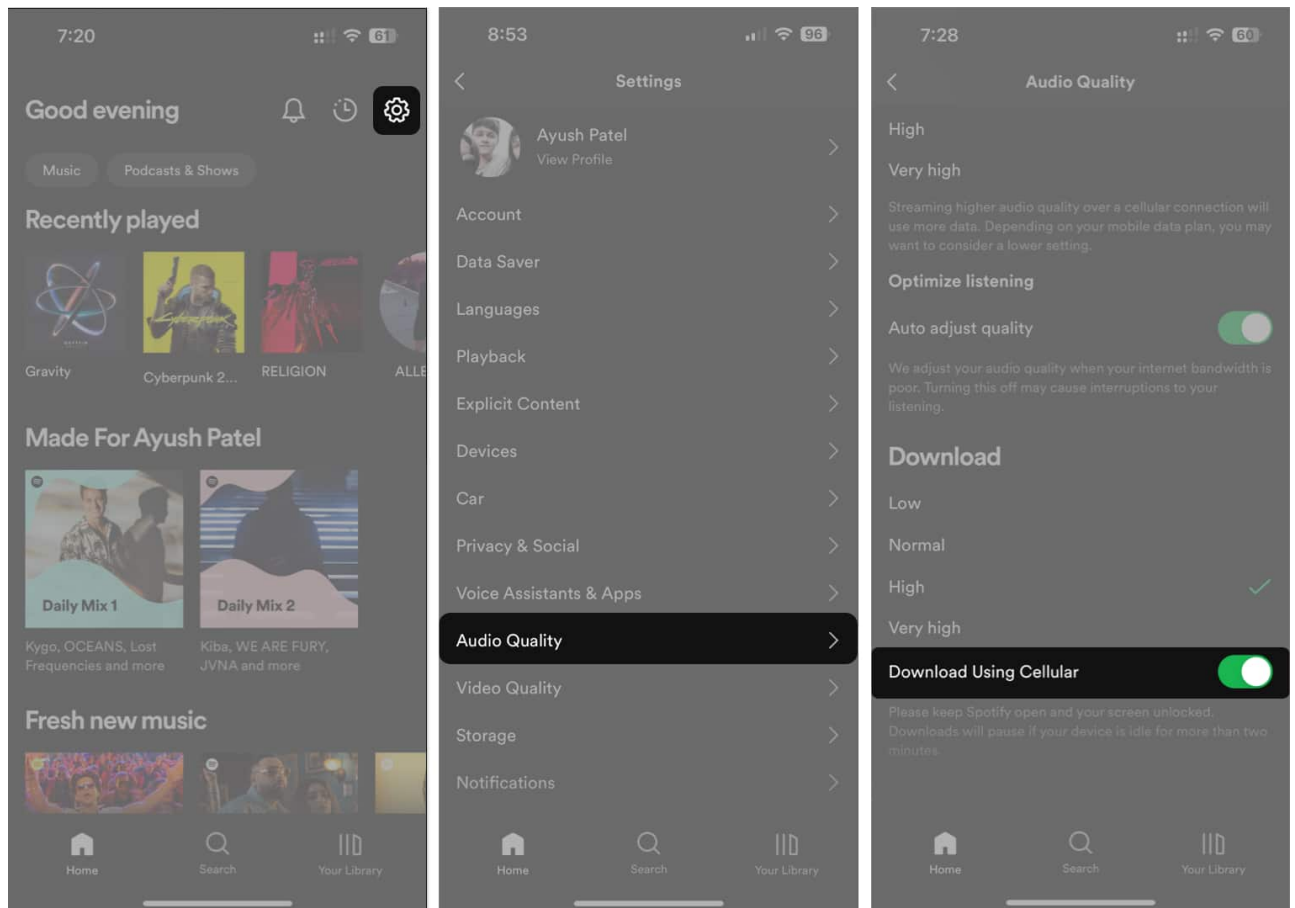 7:20
61
Good evening
Music
Podcasts & Shows
Recently played
GRAVITY
Cyberpunk
Gravity
Cyberpunk 2...
RELIGION
ALLE
Made For Ayush Patel
Daily Mix 1
Daily Mix 2
Kygo, OCEANS, Lost
Frequencies and more
Kiba, WE ARE FURY,
JVNA and more
Fresh new music
Home
Search
Your Library
8:53
96
Settings
Ayush Patel
View Profile
Account
Data Saver
Languages
Playback
Explicit Content
Devices
Car
Privacy & Social
Voice Assistants & Apps
Audio Quality
Video Quality
Storage
Notifications
Home
Search
Your Library
7:28
60
Audio Quality
High
Very high
Streaming higher audio quality over a cellular connection will
use more data. Depending on your mobile data plan, you may
want to consider a lower setting.
Optimize listening
Auto adjust quality
We adjust your audio quality when your internet bandwidth is
poor. Turning this off may cause interruptions to your
listening.
Download
Low
Normal
High
Very high
Download Using Cellular
Please keep Spotify open and your screen unlocked.
Downloads will pause if your device is idle for more than two
minutes.
Home
Search
Your Library